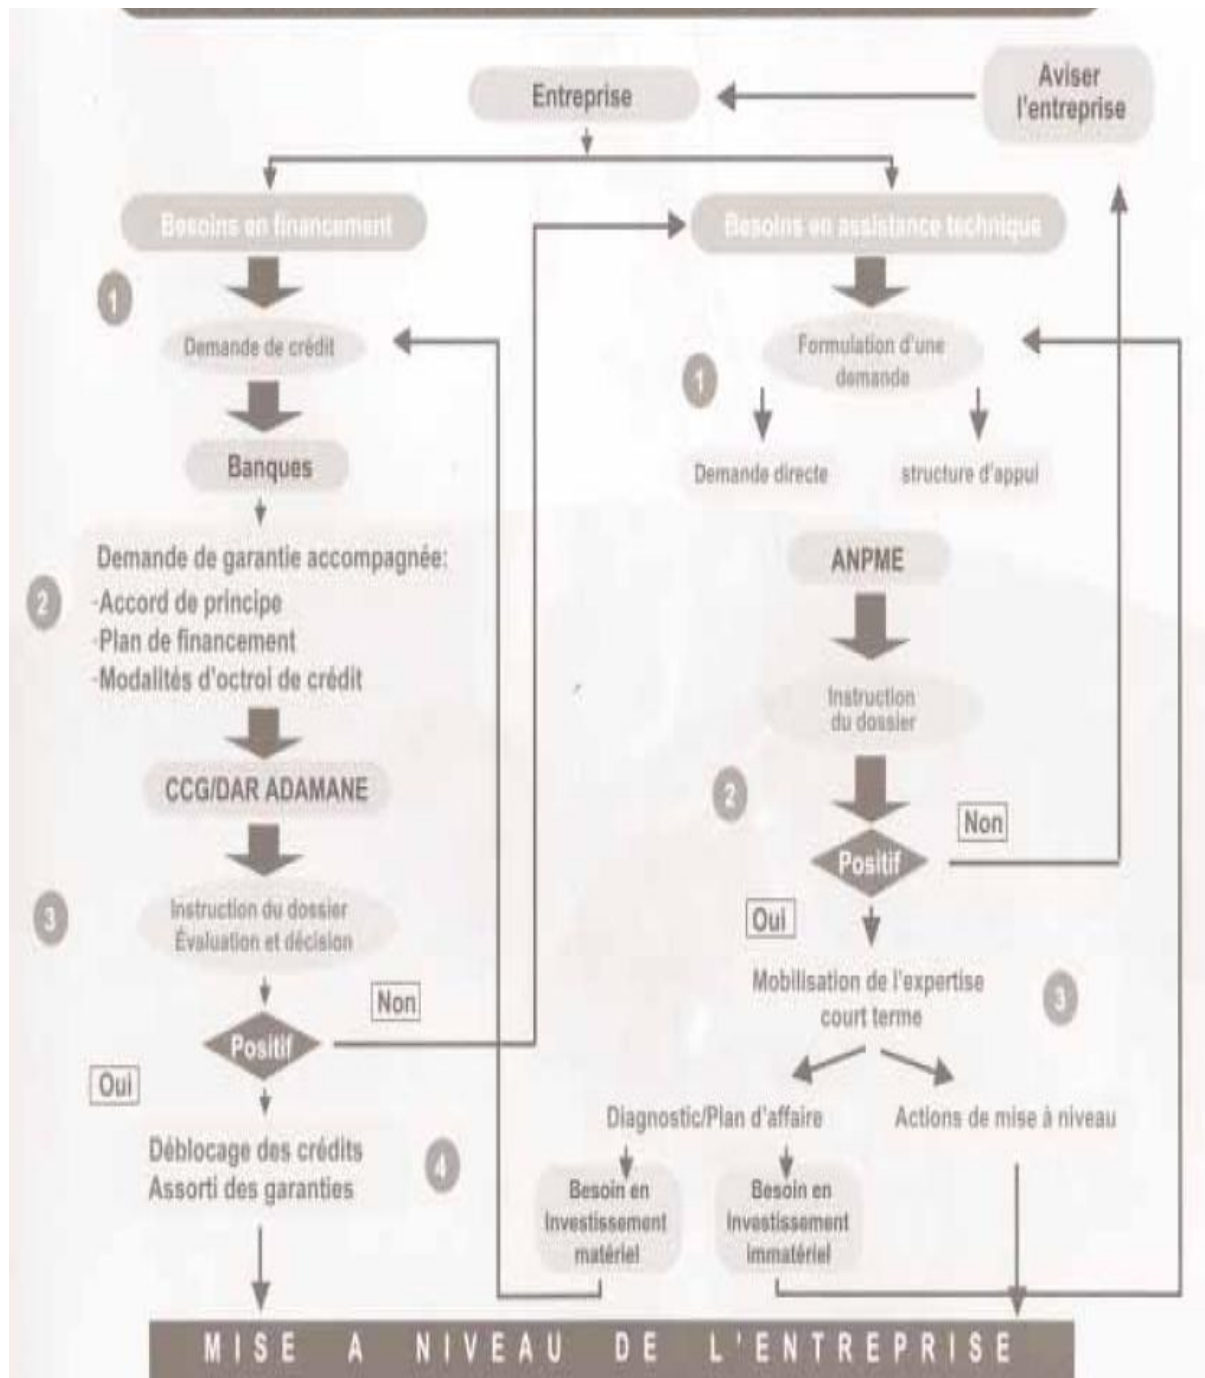 Entreprise
Aviser
l'entreprise
Besoins en financement
Besoins en assistance technique
1
Demande de crédit
Banques
2
Demande de garantie accompagnée:
-Accord de principe
-Plan de financement
-Modalités d'octroi de crédit
CCG/DAR ADAMANE
3
Instruction du dossier
Évaluation et décision
Positif
Non
Oui
Déblocage des crédits
Assorti des garanties
4
1
Formulation d'une
demande
Demande directe
structure d'appui
ANPME
Instruction
du dossier
2
Positif
Non
Oui
Mobilisation de l'expertise
court terme
3
Diagnostic/Plan d'affaire
Actions de mise à niveau
Besoin en
Investissement
matériel
Besoin en
Investissement
immatériel
MISE A NIVEAU DE L'ENTREPRISE